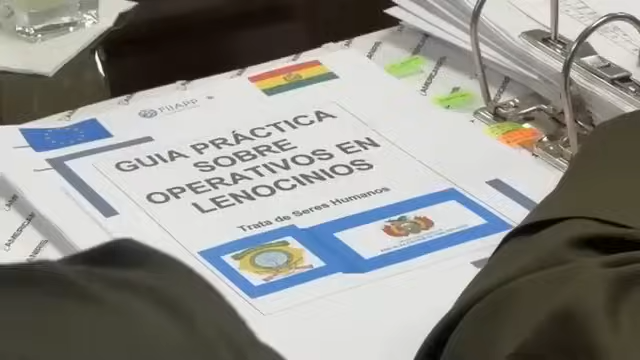 FIIAPP
GUIA PRÁCTICA
SOBRE
OPERATIVOS EN
LENOCINIOS
Trata de Seres Humanos